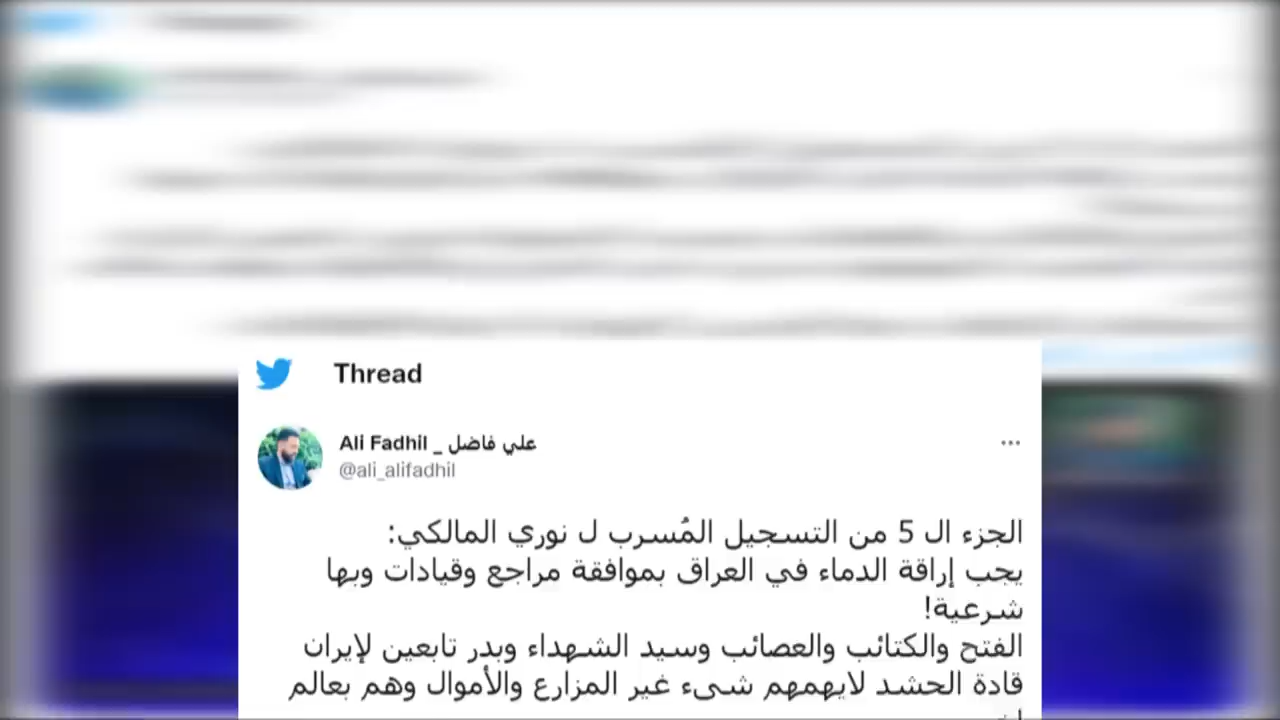 Thread
Ali Fadhil _ علي فاضل
@ali_alifadhil
الجزء ال 5 من التسجيل المُسرب ل نوري المالكي:
يجب إراقة الدماء في العراق بموافقة مراجع وقيادات وبها
شرعية!
الفتح والكتائب والعصائب وسيد الشهداء وبدر تابعين لإيران
قادة الحشد لايهمهم شىء غير المزارع والأموال وهم بعالم